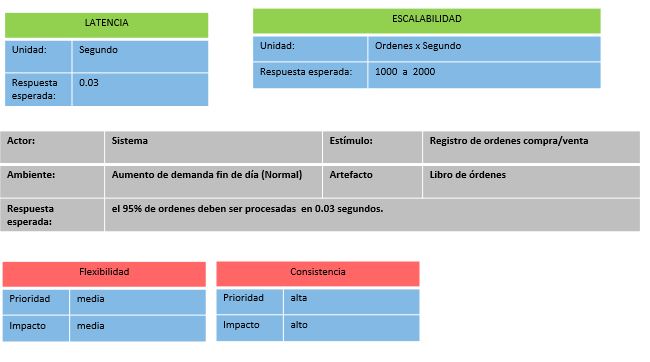 LATENCIA
Unidad: Segundo
Respuesta esperada: 0.03
ESCALABILIDAD
Unidad: Ordenes x Segundo
Respuesta esperada: 1000 a 2000
Actor: Sistema Estímulo: Registro de ordenes compra/venta
Ambiente: Aumento de demanda fin de día (Normal) Artefacto Libro de órdenes
Respuesta esperada: el 95% de ordenes deben ser procesadas en 0.03 segundos.
Flexibilidad
Prioridad media
Impacto media
Consistencia
Prioridad alta
Impacto alto